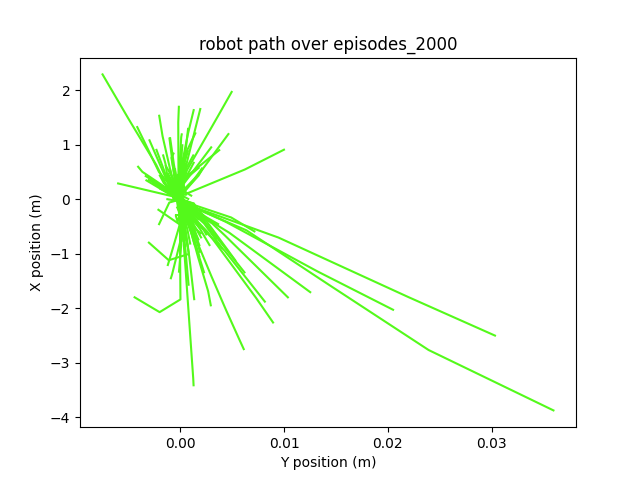 robot path over episodes_2000
2
1
0
−1
−2
−3
−4
X position (m)
0.00 0.01 0.02 0.03
Y position (m)